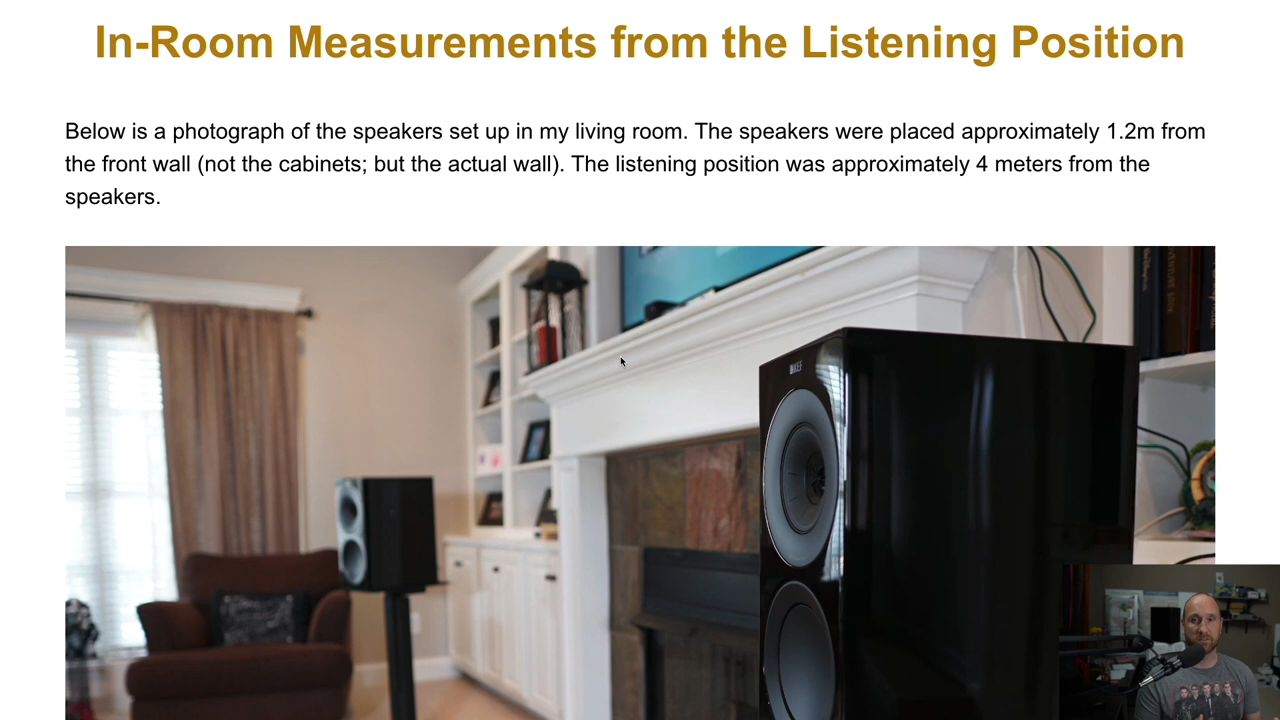 In-Room Measurements from the Listening Position
Below is a photograph of the speakers set up in my living room. The speakers were placed approximately 1.2m from
the front wall (not the cabinets; but the actual wall). The listening position was approximately 4 meters from the
speakers.
KEF